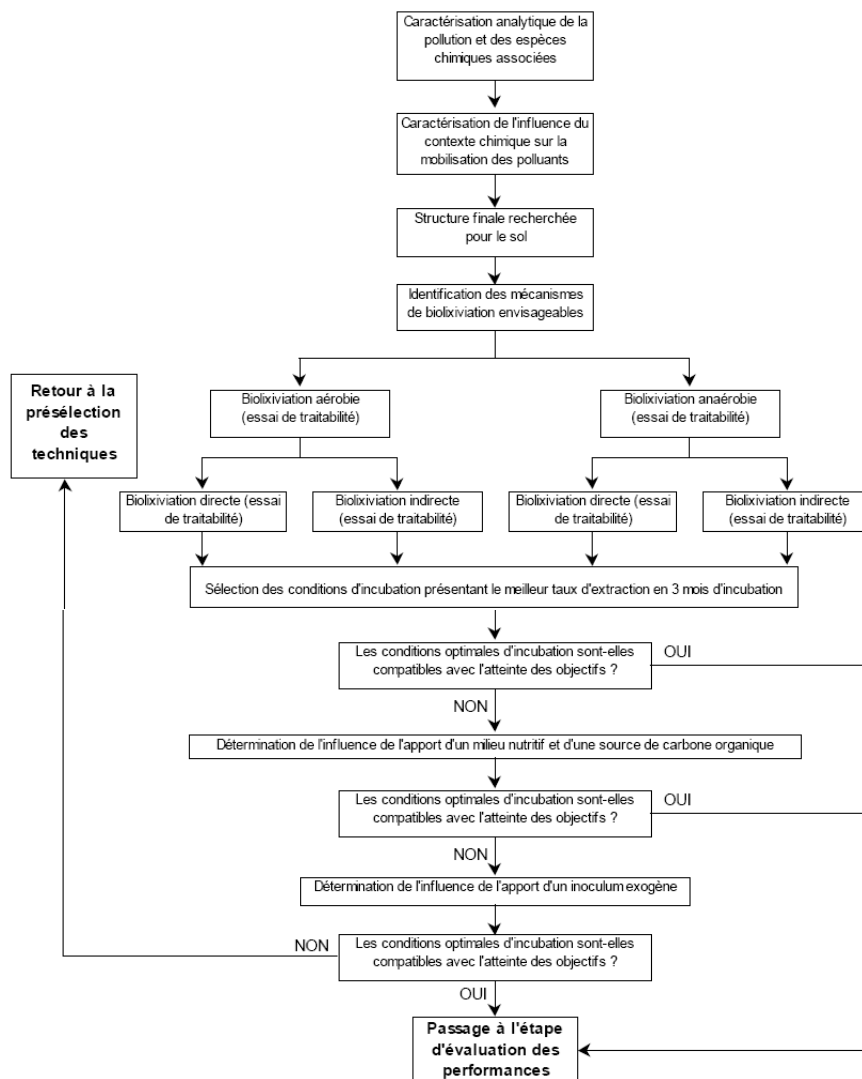 Caractérisation analytique de la
pollution et des espèces
chimiques associées
Caractérisation de l'influence du
contexte chimique sur la
mobilisation des polluants
Structure finale recherchée
pour le sol
Identification des mécanismes
de biolixiviation envisageables
Retour à la
présélection
des
techniques
Biolixiviation aérobie
(essai de traitabilité)
Biolixiviation anaérobie
(essai de traitabilité)
Biolixiviation directe (essai
de traitabilité)
Biolixiviation indirecte
(essai de traitabilité)
Biolixiviation directe (essai
de traitabilité)
Biolixiviation indirecte
(essai de traitabilité)
Sélection des conditions d'incubation présentant le meilleur taux d'extraction en 3 mois d'incubation
Les conditions optimales d'incubation sont-elles
compatibles avec l'atteinte des objectifs ?
OUI
NON
Détermination de l'influence de l'apport d'un milieu nutritif et d'une source de carbone organique
Les conditions optimales d'incubation sont-elles
compatibles avec l'atteinte des objectifs ?
OUI
NON
Détermination de l'influence de l'apport d'un inoculum exogène
NON
Les conditions optimales d'incubation sont-elles
compatibles avec l'atteinte des objectifs ?
OUI
Passage à l'étape
d'évaluation des
performances